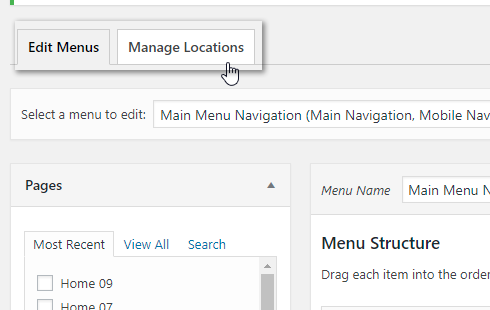 Edit Menus Manage Locations
Select a menu to edit: Main Menu Navigation (Main Navigation, Mobile Nav
Pages
Most Recent View All Search
Home 09
Home 07
Menu Name Main Menu N
Menu Structure
Drag each item into the order